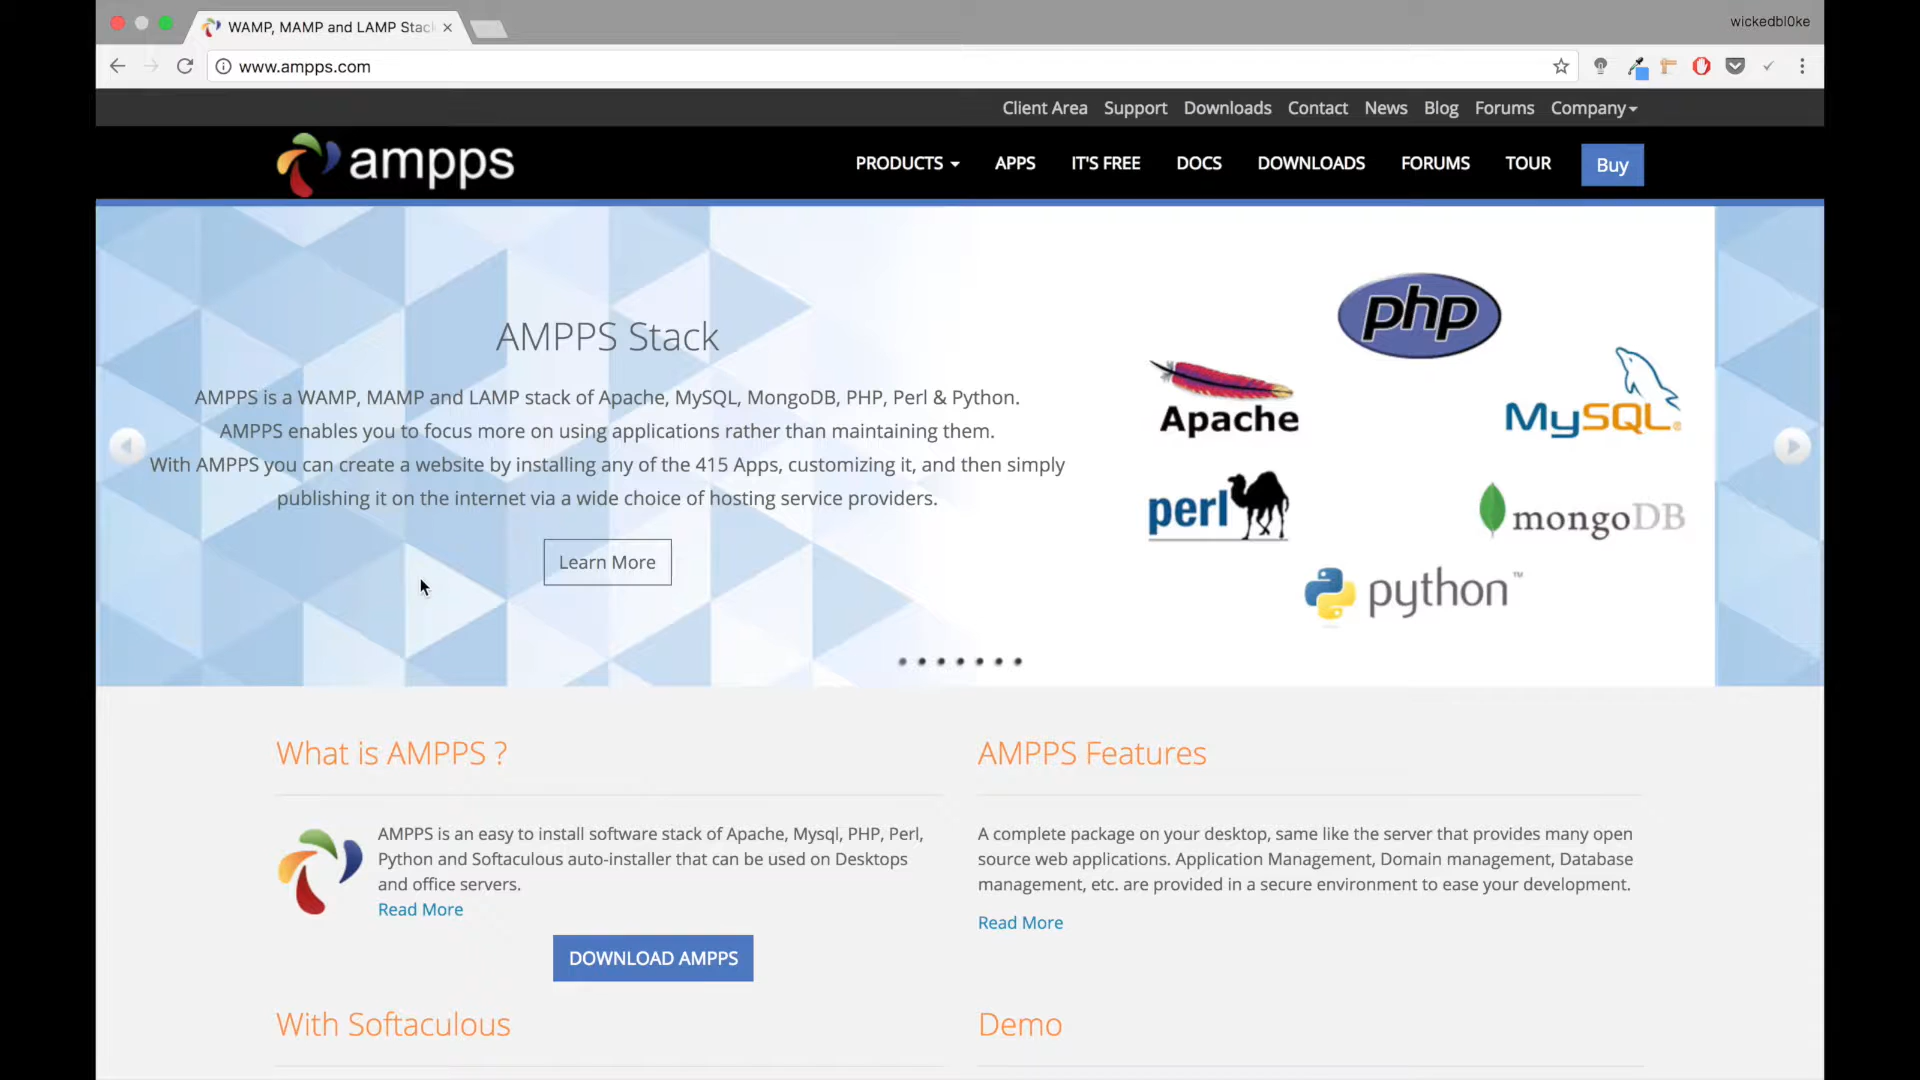 WAMP, MAMP and LAMP Stac
wickedbl0ke
www.ampps.com
Client Area Support Downloads Contact News Blog Forums Company
ampps
PRODUCTS APPS IT'S FREE DOCS DOWNLOADS FORUMS TOUR Buy
AMPPS Stack
AMPPS is a WAMP, MAMP and LAMP stack of Apache, MySQL, MongoDB, PHP, Perl & Python.
AMPPS enables you to focus more on using applications rather than maintaining them.
With AMPPS you can create a website by installing any of the 415 Apps, customizing it, and then simply
publishing it on the internet via a wide choice of hosting service providers.
Learn More
php
Apache
MySQL®
perl
mongoDB
python™
What is AMPPS ?
AMPPS is an easy to install software stack of Apache, Mysql, PHP, Perl,
Python and Softaculous auto-installer that can be used on Desktops
and office servers.
Read More
DOWNLOAD AMPPS
AMPPS Features
A complete package on your desktop, same like the server that provides many open
source web applications. Application Management, Domain management, Database
management, etc. are provided in a secure environment to ease your development.
Read More
With Softaculous
Demo